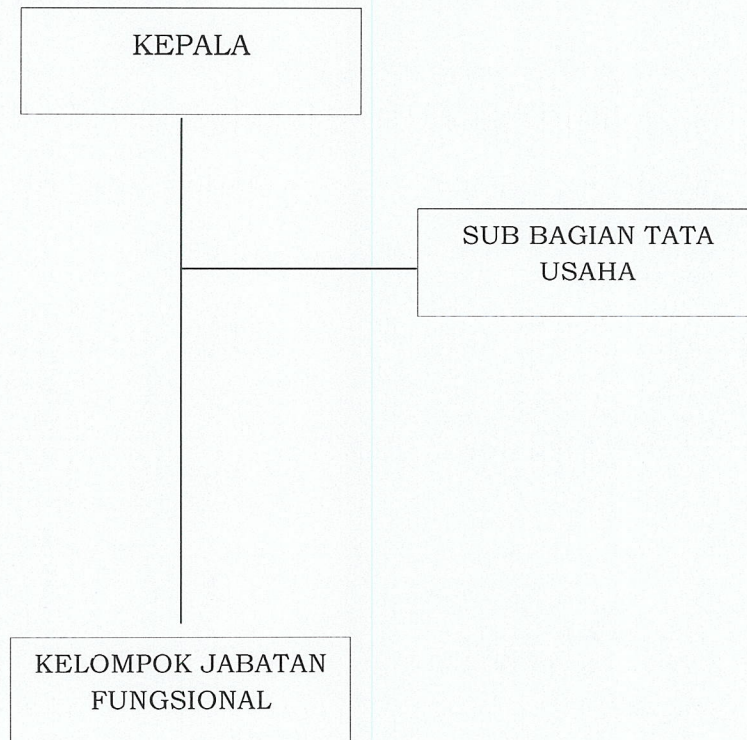 KEPALA
SUB BAGIAN TATA
USAHA
KELOMPOK JABATAN
FUNGSIONAL